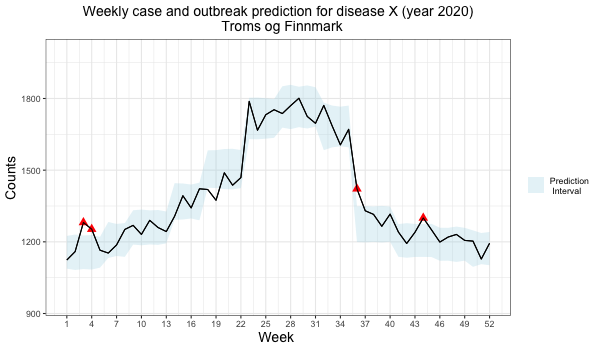 Weekly case and outbreak prediction for disease X (year 2020)
Troms og Finnmark
Counts
1800
1500
1200
900
1 4 7 10 13 16 19 22 25 28 31 34 37 40 43 46 49 52
Week
Prediction
Interval